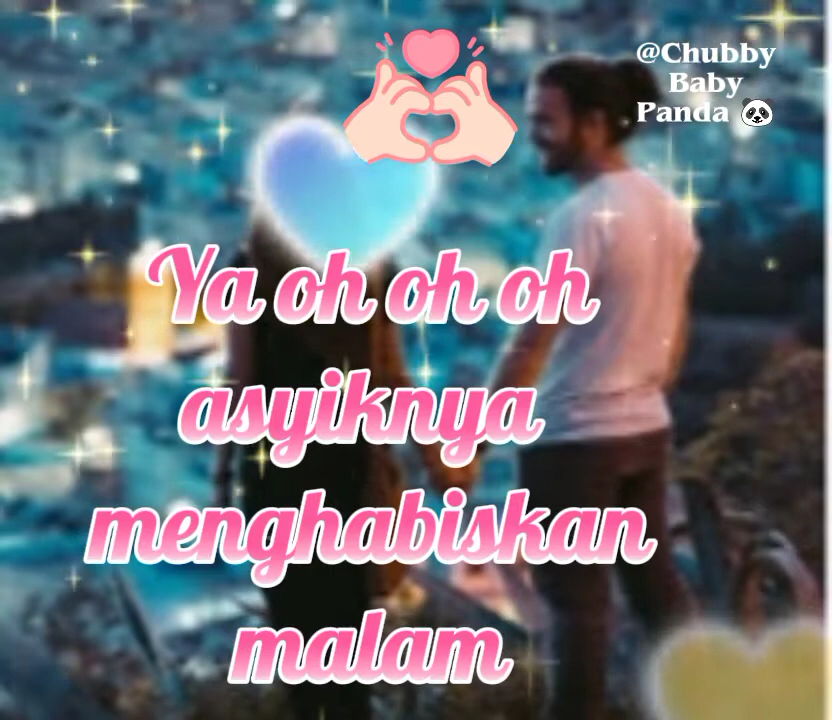 @Chubby
Baby
Panda 🐼
Ya oh oh oh
asyiknya
menghabiskan
malam